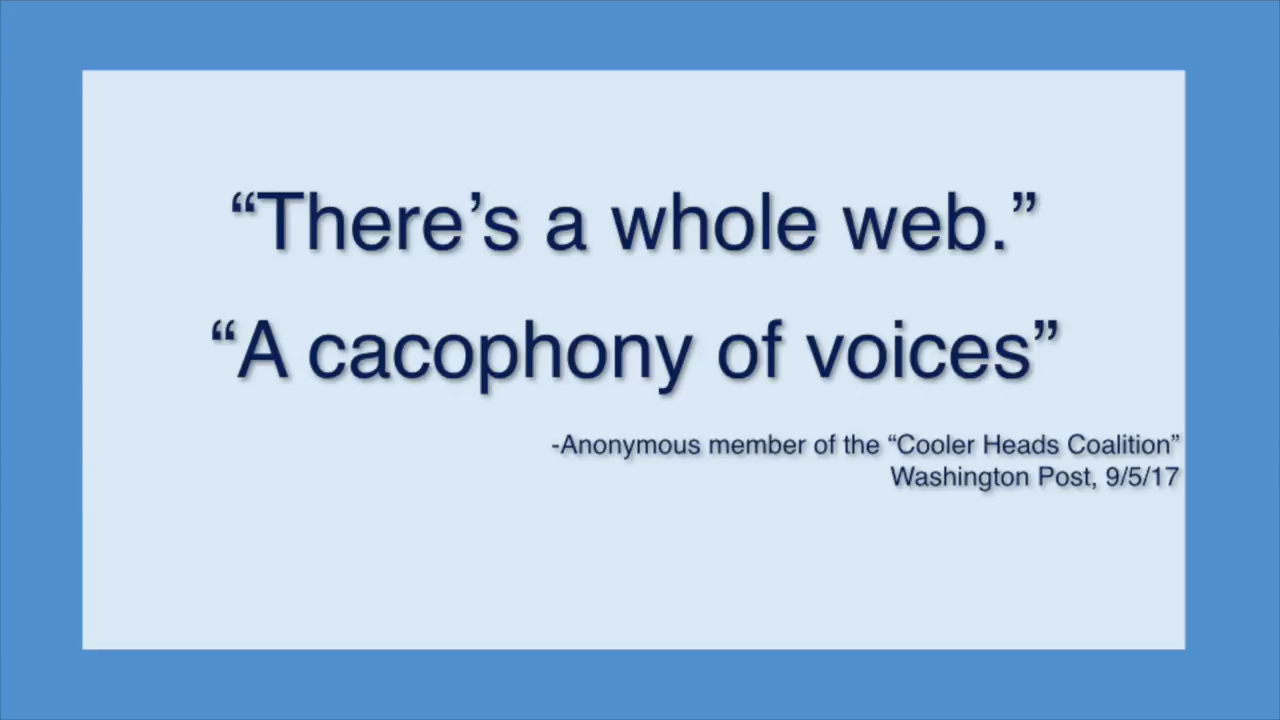 “There’s a whole web.”
“A cacophony of voices”
-Anonymous member of the “Cooler Heads Coalition”
Washington Post, 9/5/17